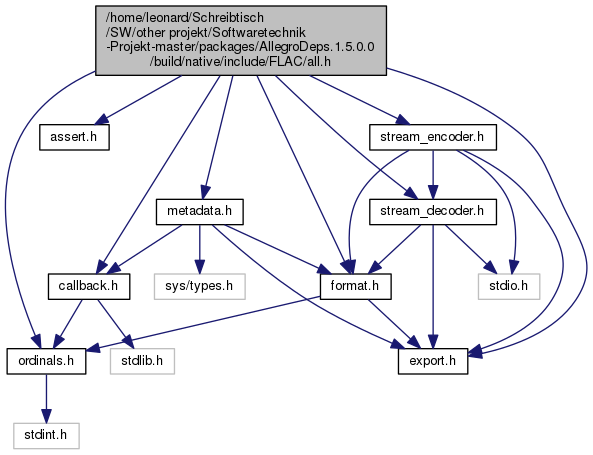 /home/leonard/Schreibtisch
/SW/other projekt/Softwaretechnik
-Projekt-master/packages/AllegroDeps.1.5.0.0
/build/native/include/FLAC/all.h
assert.h
stream_encoder.h
metadata.h
stream_decoder.h
callback.h
sys/types.h
format.h
stdio.h
ordinals.h
stdlib.h
export.h
stdint.h